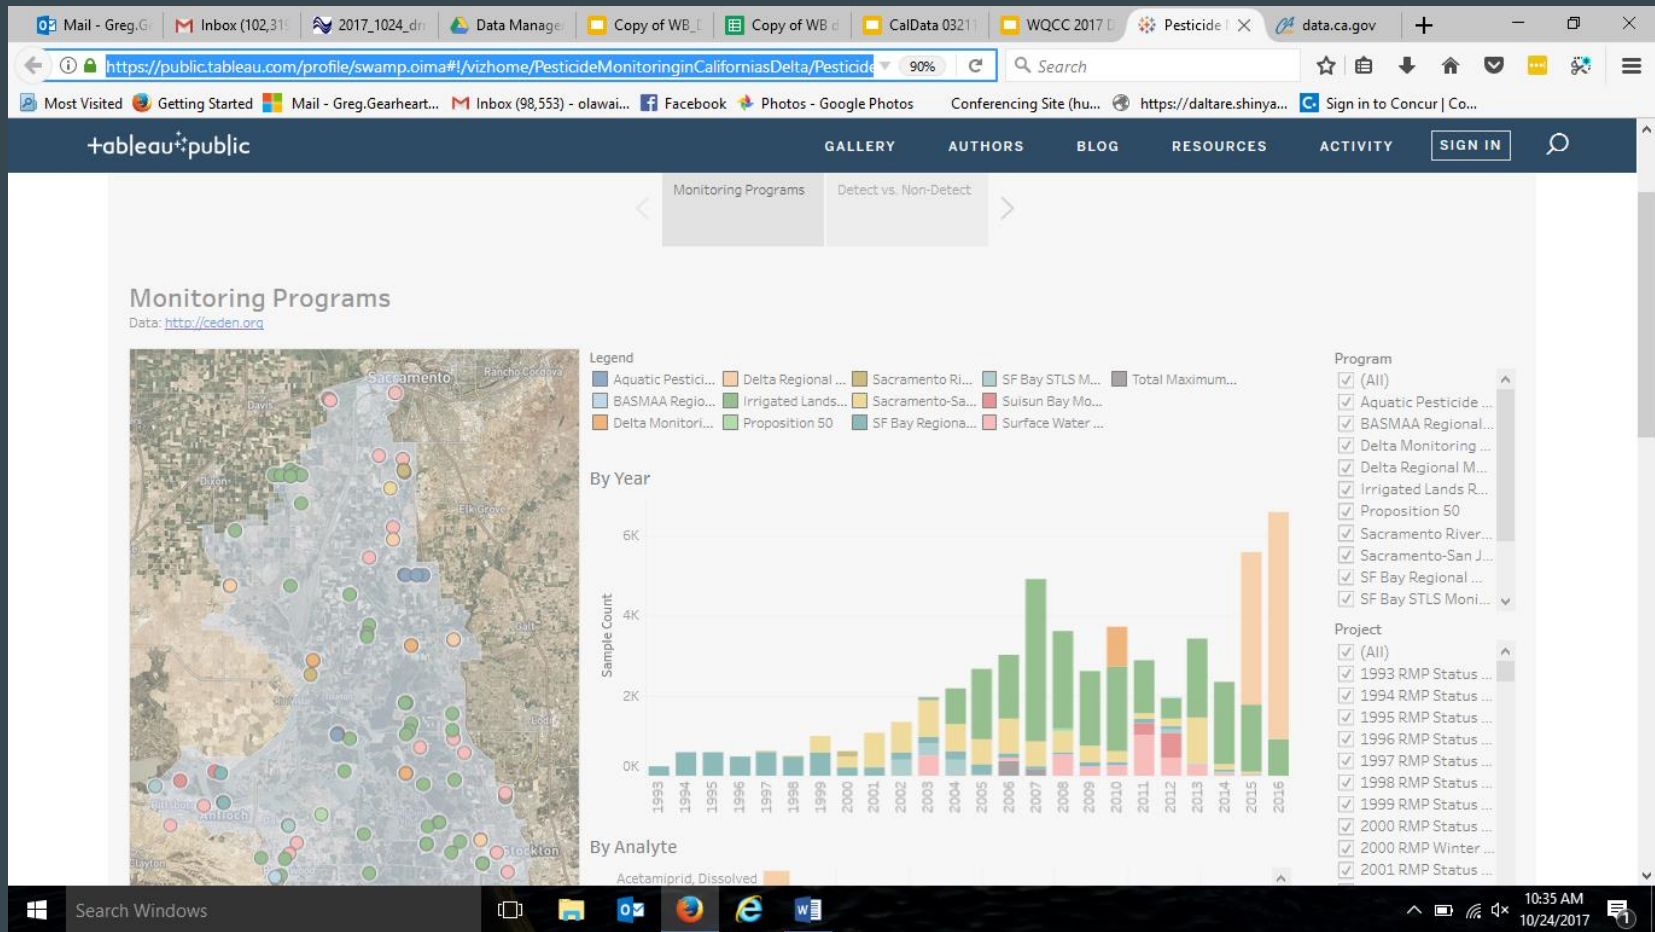 Mail - Greg.G
Inbox (102,319
2017_1024_dr
Data Manage
Copy of WB_D
Copy of WB d
CalData 0321
WQCC 2017 D
Pesticide
data.ca.gov
https://public.tableau.com/profile/swamp.oima#!/vizhome/PesticideMonitoringinCaliforniasDelta/Pesticide
90%
Search
Most Visited
Getting Started
Mail - Greg.Gearheart...
Inbox (98,553) - olawai...
Facebook
Photos - Google Photos
Conferencing Site (hu...
https://daltare.shinya...
Sign in to Concur | Co...
+ableau public
GALLERY
AUTHORS
BLOG
RESOURCES
ACTIVITY
SIGN IN
Monitoring Programs
Detect vs. Non-Detect
Monitoring Programs
Data: http://ceden.org
Sacramento
Rancho Cordova
Davis
Dixon
Elk Grove
Galt
Lodi
Pittsburg
Antioch
Stockton
Clayton
Legend
Aquatic Pestici...
Delta Regional ...
Sacramento Ri...
SF Bay STLS M...
Total Maximum...
BASMAA Regio...
Irrigated Lands...
Sacramento-Sa...
Suisun Bay Mo...
Delta Monitori...
Proposition 50
SF Bay Regiona...
Surface Water ...
By Year
Sample Count
6K
4K
2K
0K
1993
1994
1995
1996
1997
1998
1999
2000
2001
2002
2003
2004
2005
2006
2007
2008
2009
2010
2011
2012
2013
2014
2015
2016
By Analyte
Acetamiprid, Dissolved
Program
(All)
Aquatic Pesticide ...
BASMAA Regional...
Delta Monitoring ...
Delta Regional M...
Irrigated Lands R...
Proposition 50
Sacramento River...
Sacramento-San J...
SF Bay Regional ...
SF Bay STLS Moni...
Project
(All)
1993 RMP Status ...
1994 RMP Status ...
1995 RMP Status ...
1996 RMP Status ...
1997 RMP Status ...
1998 RMP Status ...
1999 RMP Status ...
2000 RMP Status ...
2000 RMP Winter ...
2001 RMP Status ...
Search Windows
10:35 AM
10/24/2017
1